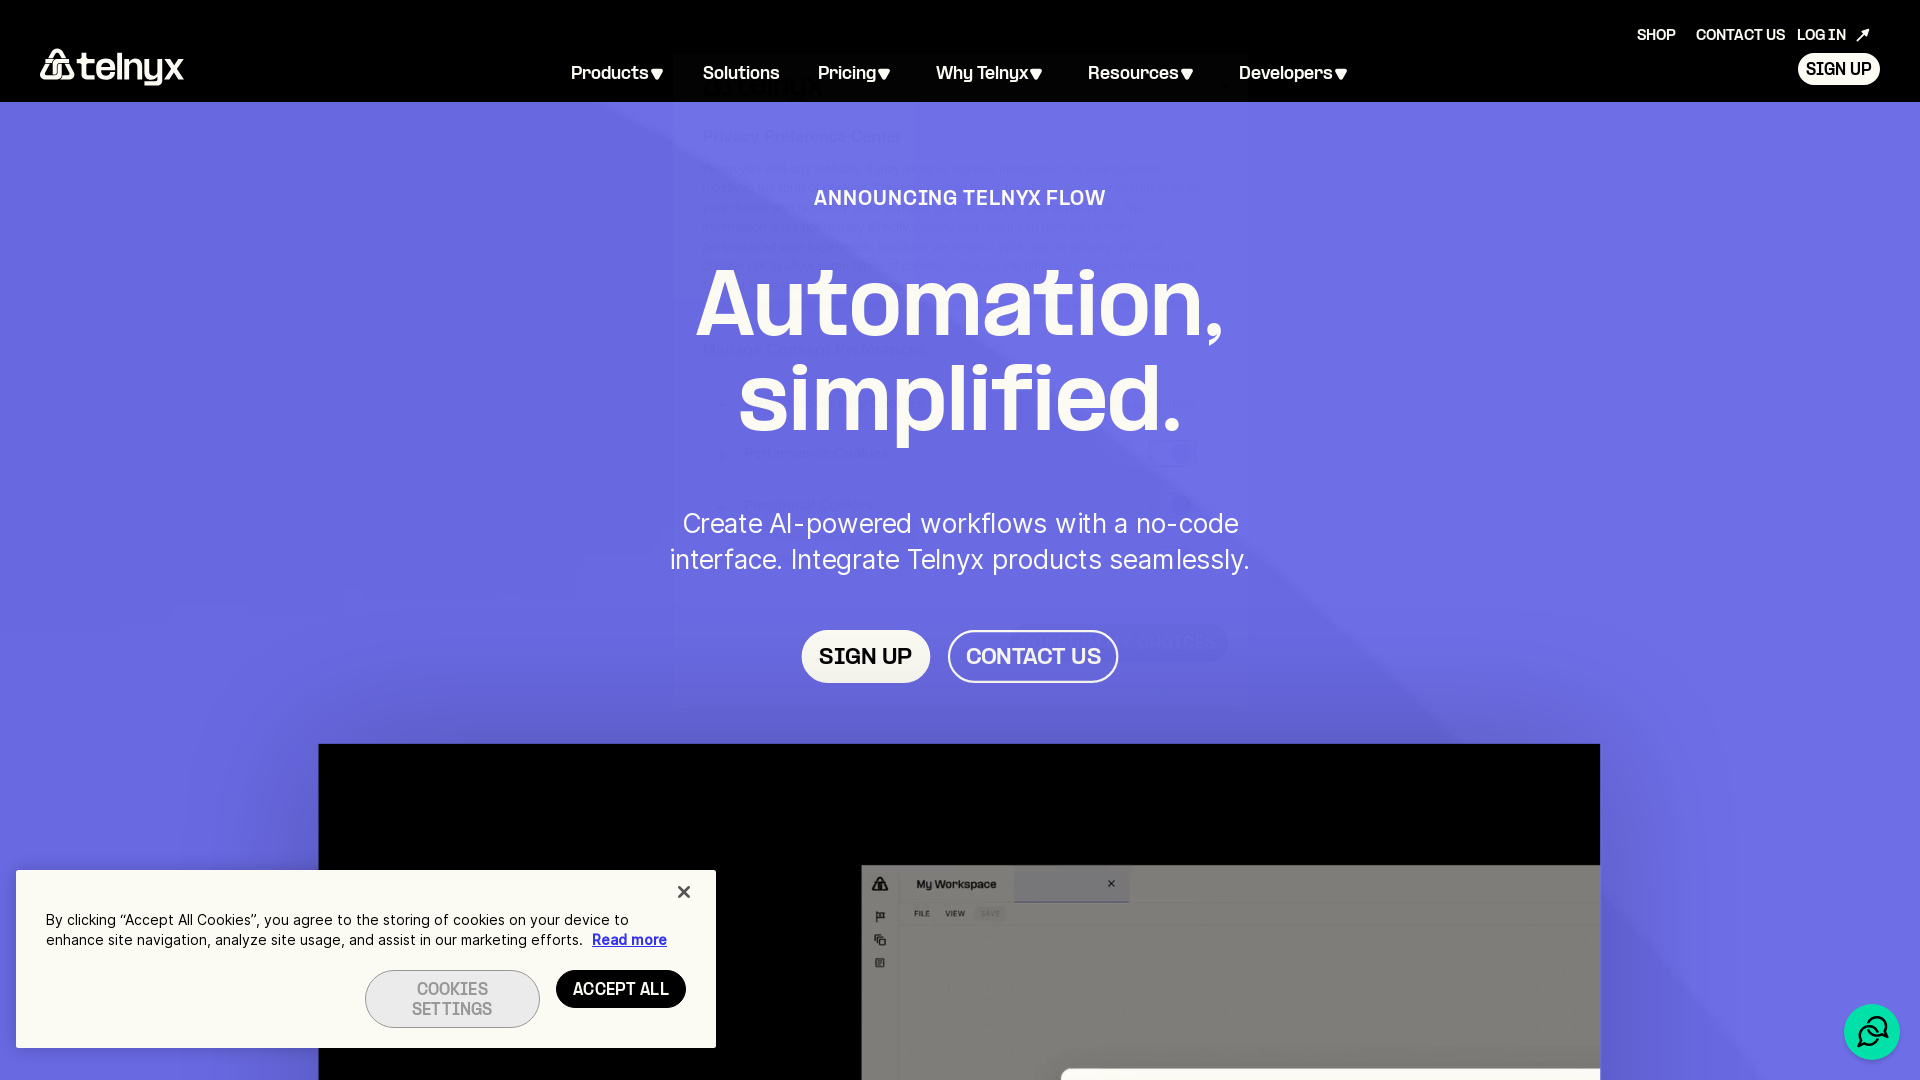 SHOP CONTACT US LOG IN
telnyx
Products Solutions Pricing Why Telnyx Resources Developers
SIGN UP
ANNOUNCING TELNYX FLOW
Automation,
simplified.
Create AI-powered workflows with a no-code
interface. Integrate Telnyx products seamlessly.
SIGN UP CONTACT US
My Workspace
FILE VIEW SAVE
By clicking “Accept All Cookies”, you agree to the storing of cookies on your device to
enhance site navigation, analyze site usage, and assist in our marketing efforts. Read more
COOKIES
SETTINGS
ACCEPT ALL